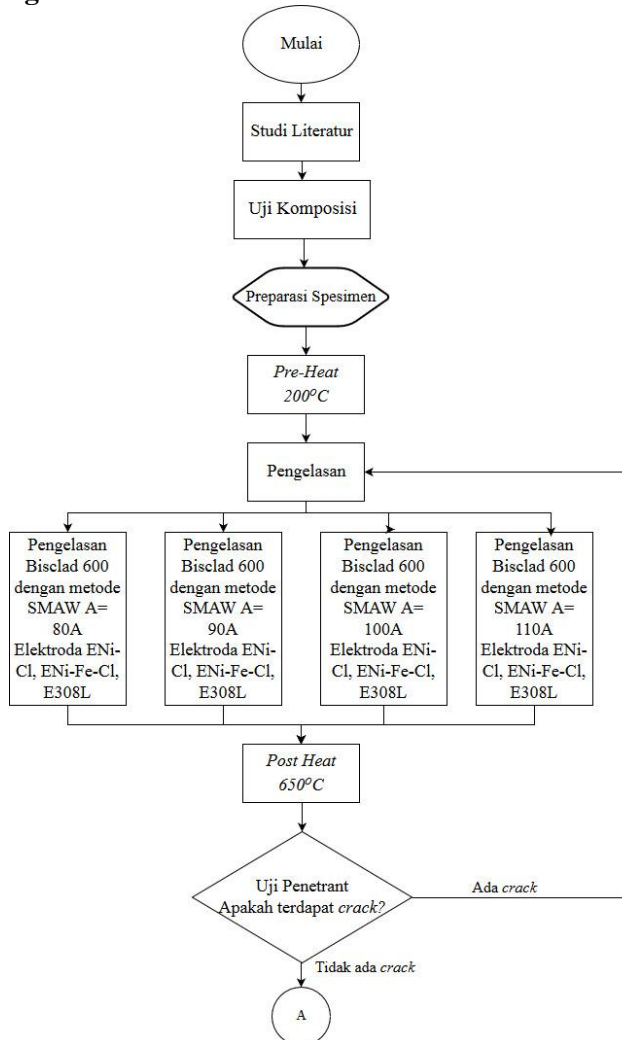 Mulai
Studi Literatur
Uji Komposisi
Preparasi Spesimen
Pre-Heat
200°C
Pengelasan
Pengelasan
Bisclad 600
dengan metode
SMAW A=
80A
Elektroda ENi-
Cl, ENi-Fe-Cl,
E308L
Pengelasan
Bisclad 600
dengan metode
SMAW A=
90A
Elektroda ENi-
Cl, ENi-Fe-Cl,
E308L
Pengelasan
Bisclad 600
dengan metode
SMAW A=
100A
Elektroda ENi-
Cl, ENi-Fe-Cl,
E308L
Pengelasan
Bisclad 600
dengan metode
SMAW A=
110A
Elektroda ENi-
Cl, ENi-Fe-Cl,
E308L
Post Heat
650°C
Uji Penetrant
Apakah terdapat crack?
Ada crack
Tidak ada crack
A